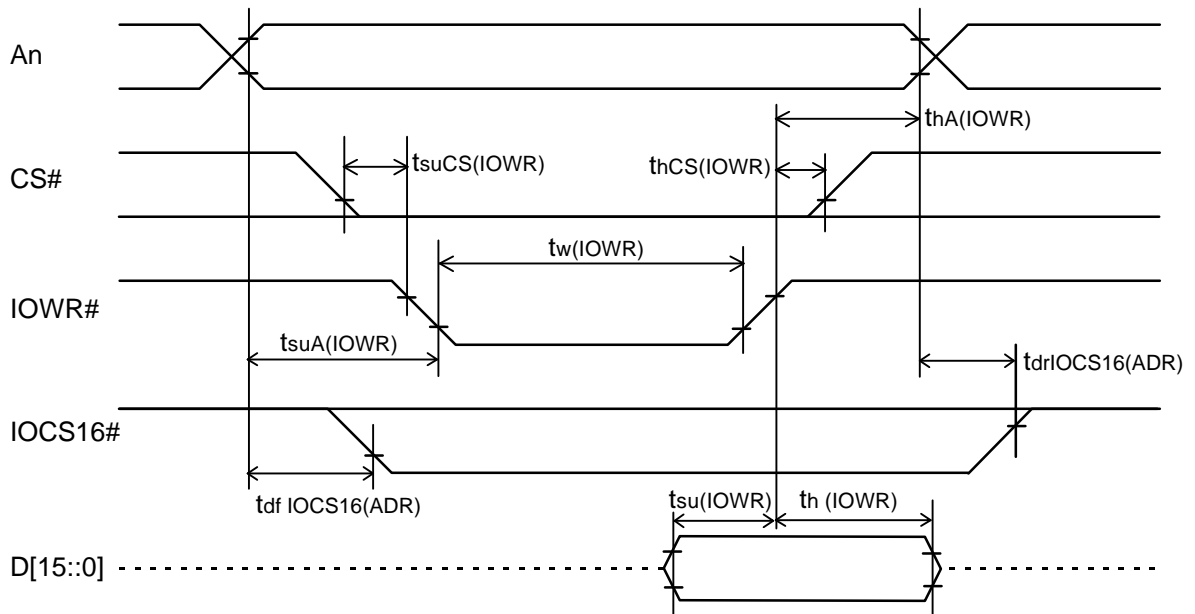 An
thA(IOWR)
CS#
tsuCS(IOWR)
thCS(IOWR)
tw(IOWR)
IOWR#
tsuA(IOWR)
tdrIOCS16(ADR)
IOCS16#
tdf IOCS16(ADR)
tsu(IOWR)
th (IOWR)
D[15::0]